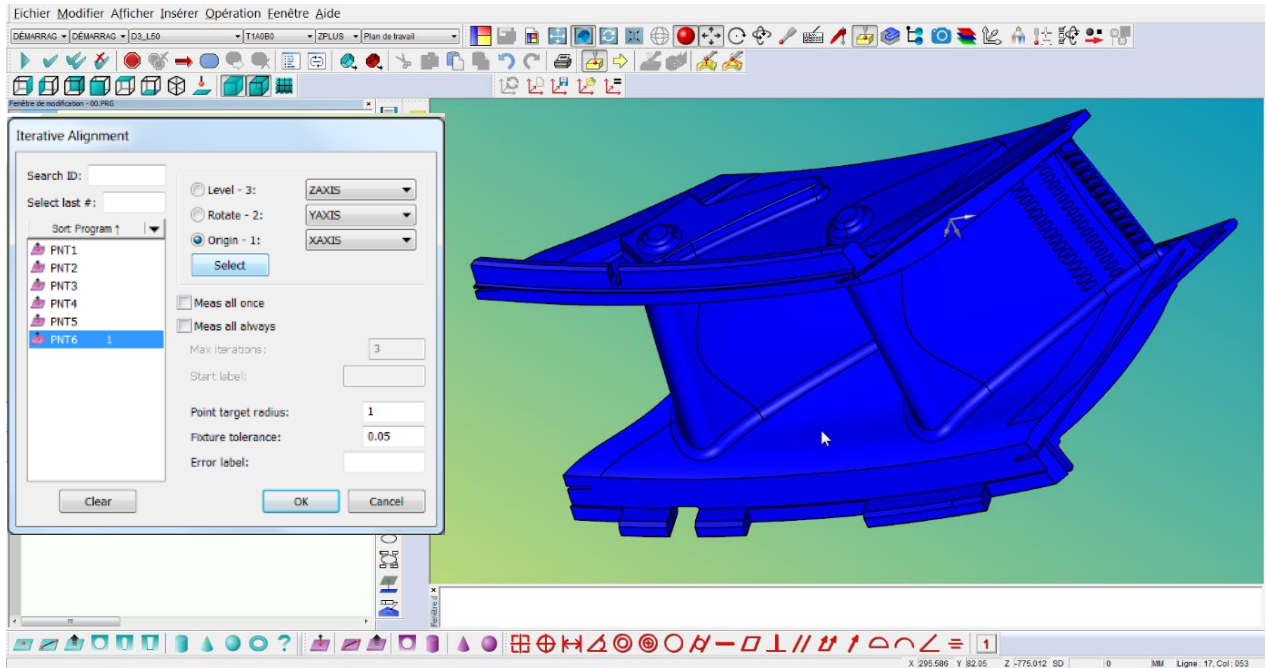 Eichier Modifier Afficher Insérer Opération Fenêtre Aide
DÉMARRAG DÉMARRAG D3_L50 T1A0B0 ZPLUS Plan de travail
Fenêtre de modification - 00.PRG
Iterative Alignment
Search ID:
Select last #:
Sort: Program ↑
PNT1
PNT2
PNT3
PNT4
PNT5
PNT6 1
Level - 3: ZAXIS
Rotate - 2: YAXIS
Origin - 1: XAXIS
Select
Meas all once
Meas all always
Max iterations: 3
Start label:
Point target radius: 1
Fixture tolerance: 0.05
Error label:
Clear OK Cancel
Fenêtre d
1
X 295.586 Y 82.05 Z -775.012 SD 0 MM Ligne : 17, Col : 053